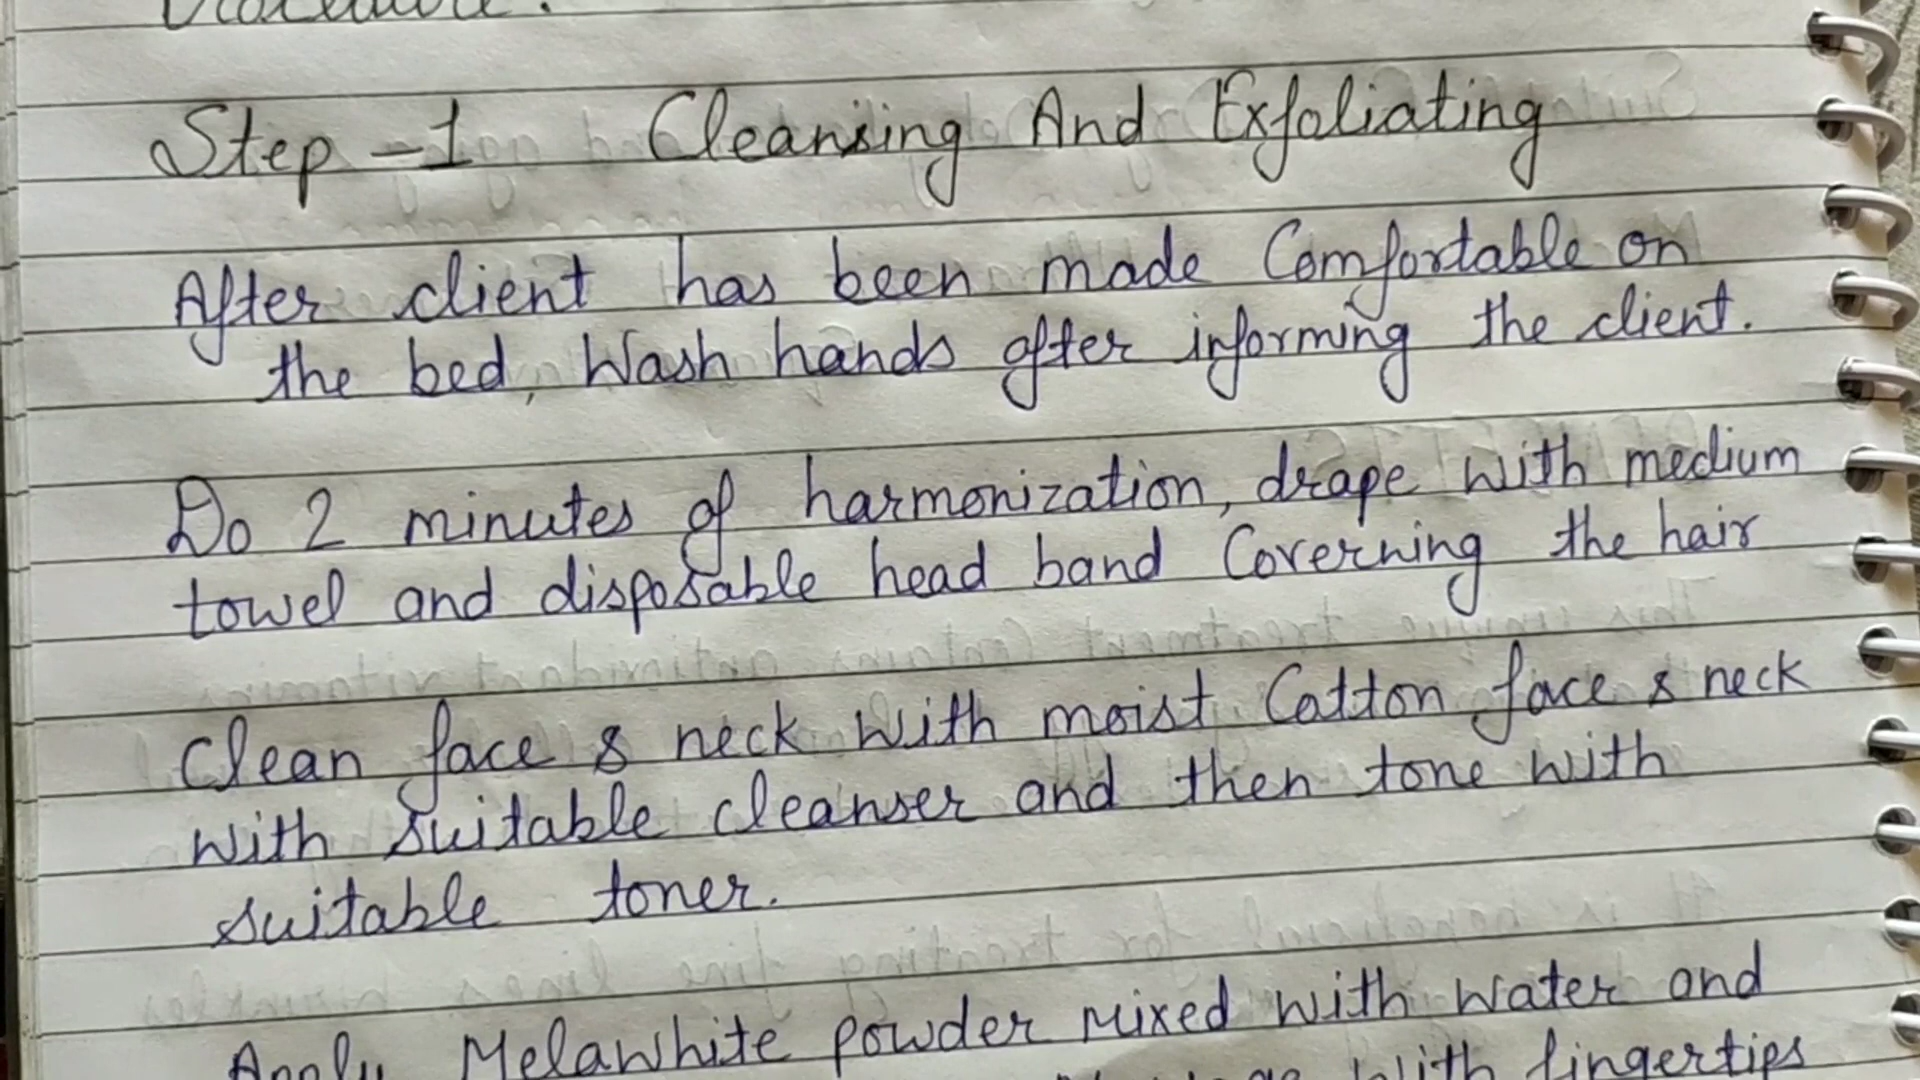 Procedure:
Step -1 Cleansing And Exfoliating
After client has been made Comfortable on
the bed, Wash hands after informing the client.
Do 2 minutes of harmonization, drape with medium
towel and disposable head band Coverning the hair
Clean face & neck with moist Cotton face & neck
with suitable cleanser and then tone with
suitable toner.
Apply Melawhite powder mixed with water and
with fingertips